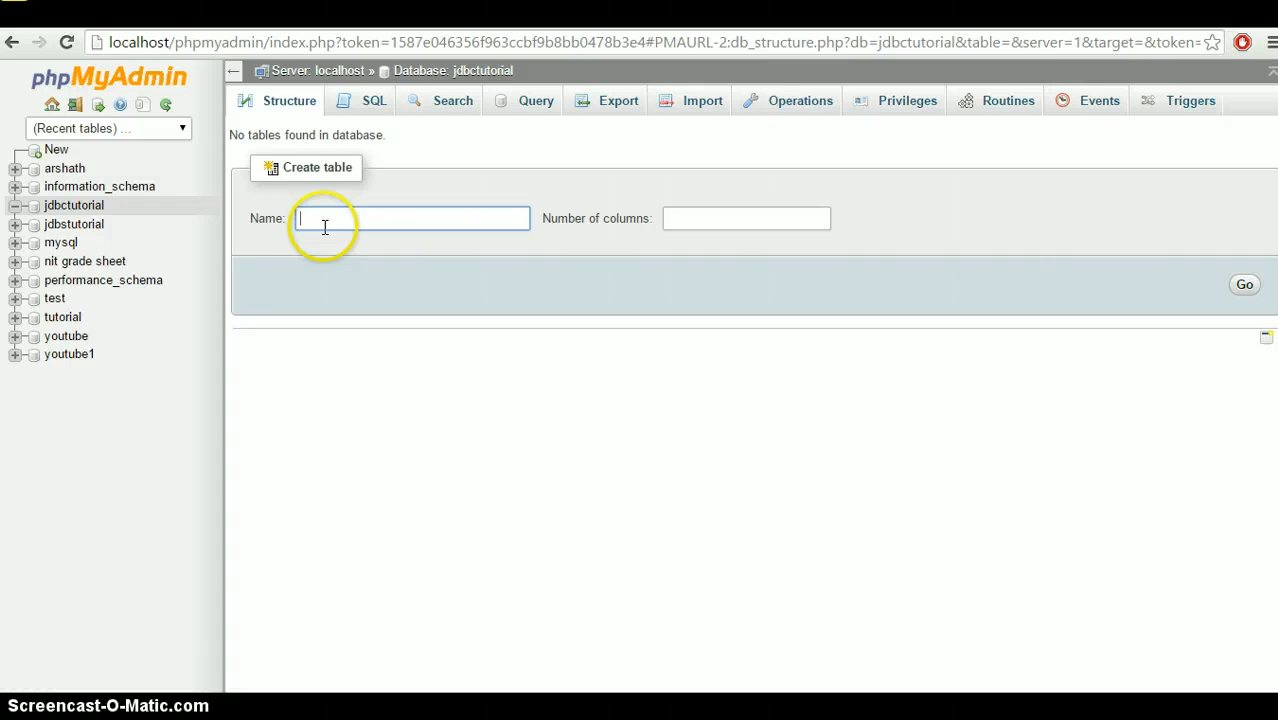 localhost/phpmyadmin/index.php?token=1587e046356f963ccbf9b8bb0478b3e4#PMAURL-2:db_structure.php?db=jdbctutorial&table=&server=1&target=&token=
phpMyAdmin
Server: localhost » Database: jdbctutorial
Structure SQL Search Query Export Import Operations Privileges Routines Events Triggers
(Recent tables) ...
No tables found in database.
New
arshath
information_schema
jdbctutorial
jdbstutorial
mysql
nit grade sheet
performance_schema
test
tutorial
youtube
youtube1
Create table
Name: Number of columns:
Go
Screencast-O-Matic.com